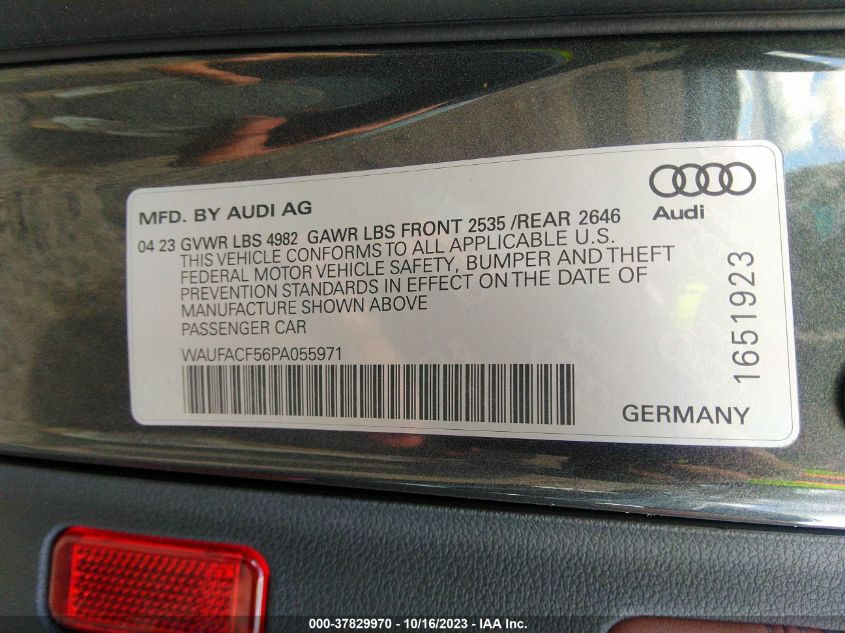 MFD. BY AUDI AG
Audi
04 23 GVWR LBS 4982 GAWR LBS FRONT 2535 /REAR 2646
THIS VEHICLE CONFORMS TO ALL APPLICABLE U.S.
FEDERAL MOTOR VEHICLE SAFETY, BUMPER AND THEFT
PREVENTION STANDARDS IN EFFECT ON THE DATE OF
MANUFACTURE SHOWN ABOVE
PASSENGER CAR
WAUFACF56PA055971
1651923
GERMANY
000-37829970 - 10/16/2023 - IAA Inc.